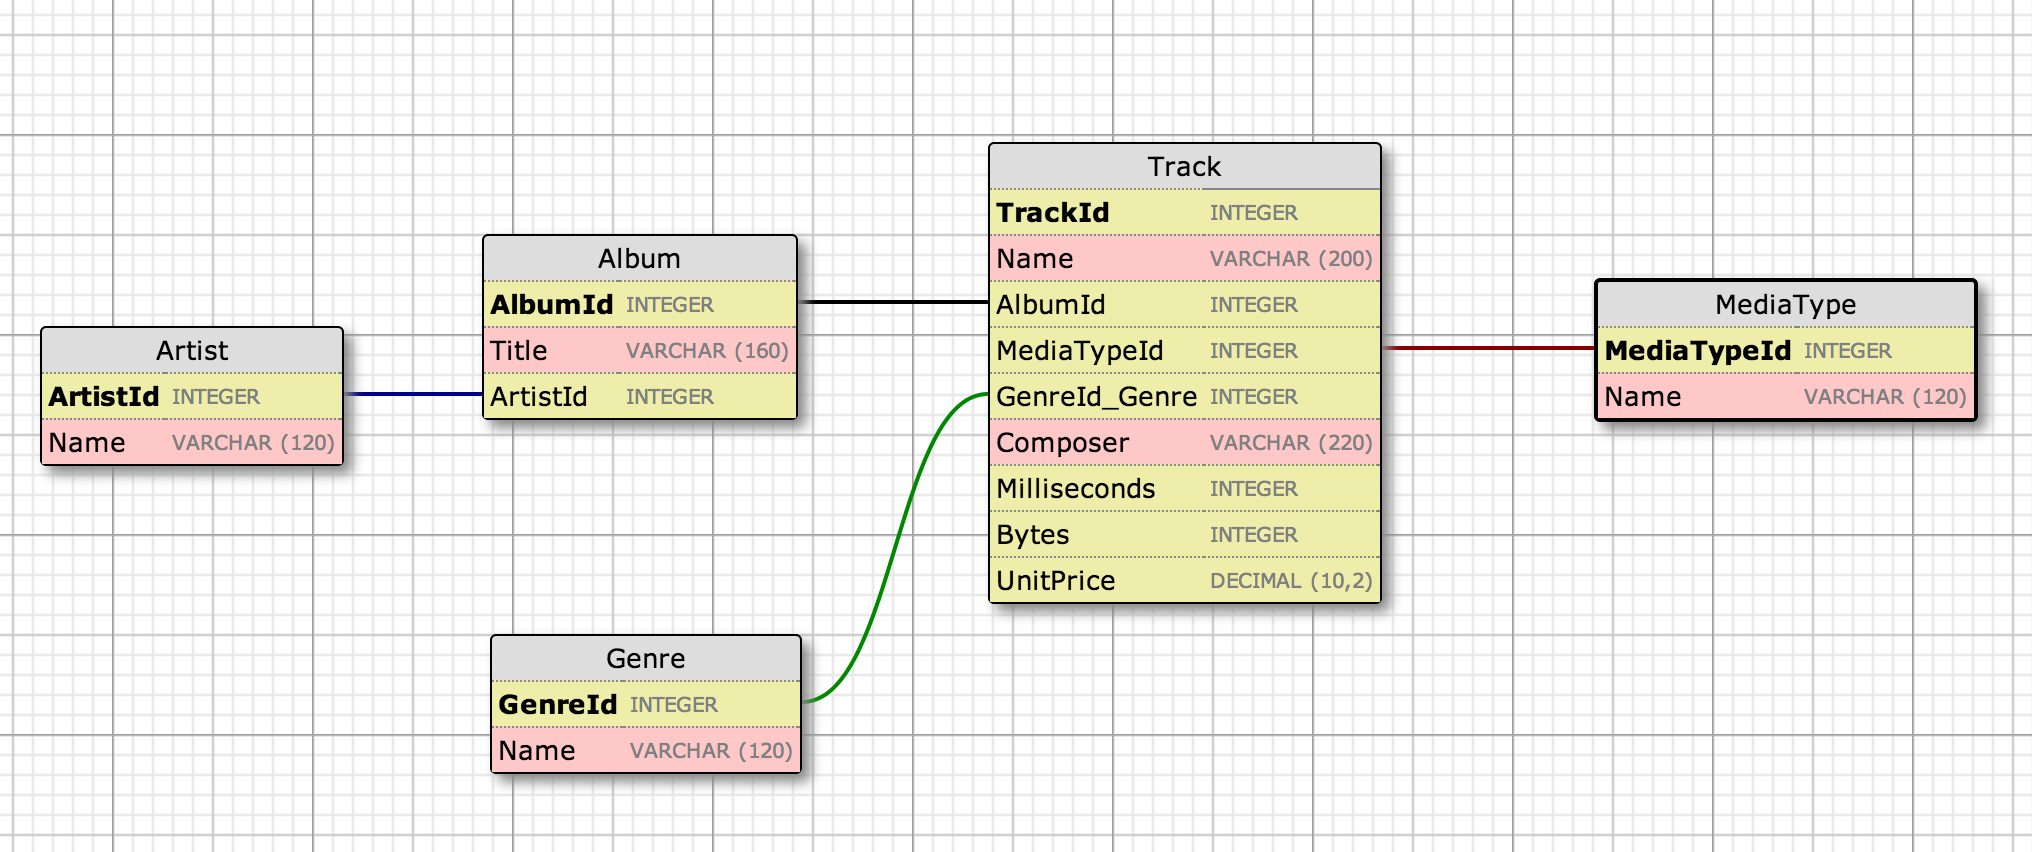 Artist
ArtistId INTEGER
Name VARCHAR (120)
Album
AlbumId INTEGER
Title VARCHAR (160)
ArtistId INTEGER
Genre
GenreId INTEGER
Name VARCHAR (120)
Track
TrackId INTEGER
Name VARCHAR (200)
AlbumId INTEGER
MediaTypeId INTEGER
GenreId_Genre INTEGER
Composer VARCHAR (220)
Milliseconds INTEGER
Bytes INTEGER
UnitPrice DECIMAL (10,2)
MediaType
MediaTypeId INTEGER
Name VARCHAR (120)